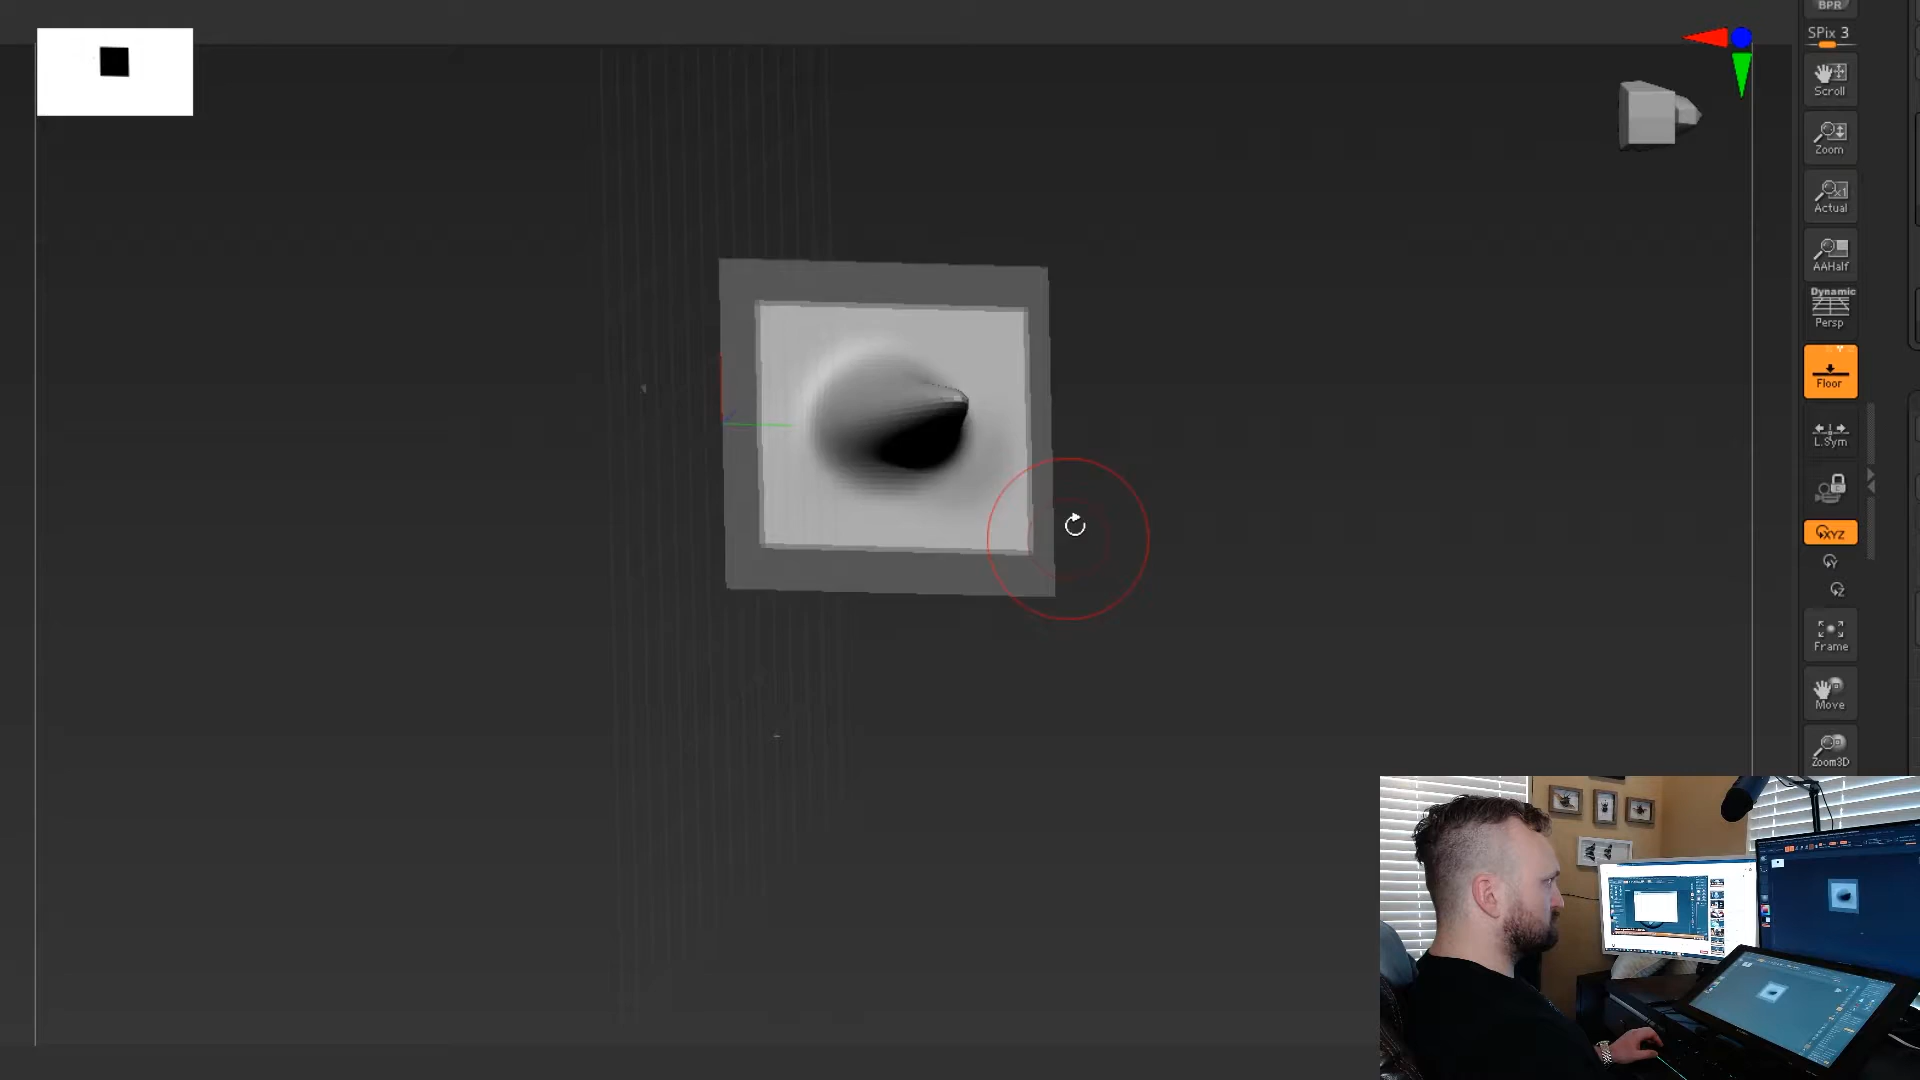 BPR
SPix 3
Scroll
Zoom
Actual
AAHalf
Dynamic
Persp
Floor
L.Sym
XYZ
Y
Z
Frame
Move
Zoom3D